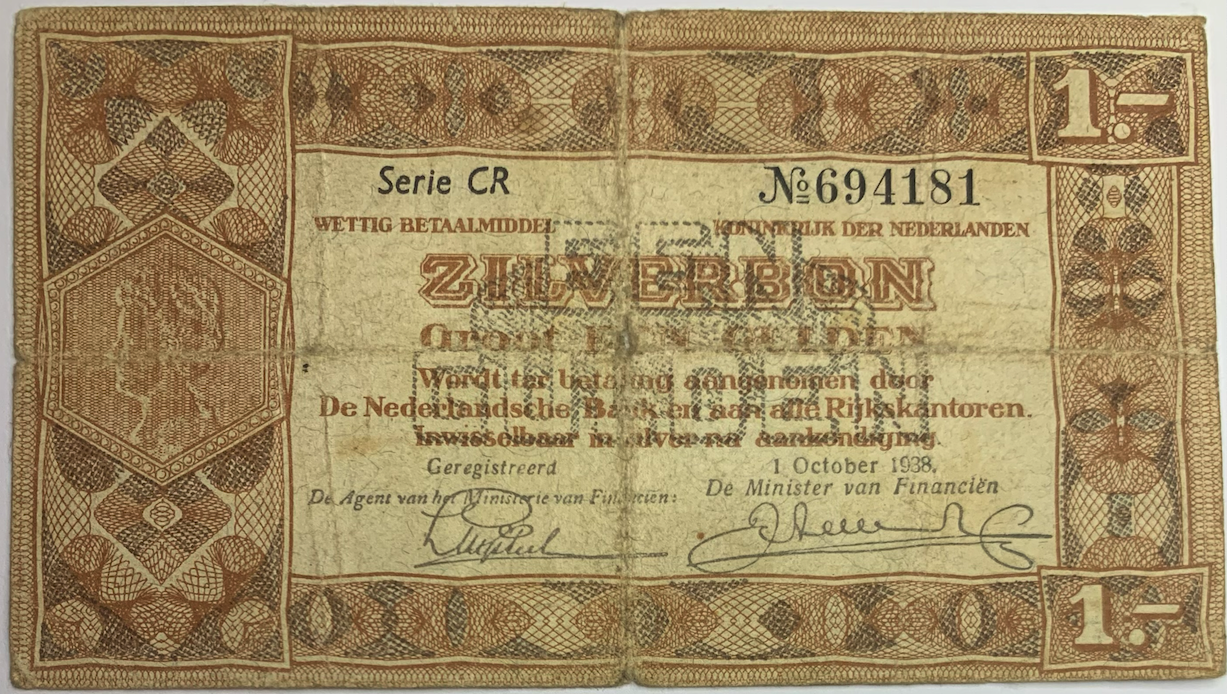 1.-
Serie CR
№694181
WETTIG BETAALMIDDEL
KONINKRIJK DER NEDERLANDEN
ZILVERBON
Groot EEN GULDEN
EEN
GULDEN
Wordt ter betaling aangenomen door
De Nederlandsche Bank en aan alle Rijkskantoren.
Inwisselbaar in zilver na aankondiging.
Geregistreerd
De Agent van het Ministerie van Financiën:
1 October 1938.
De Minister van Financiën
1.-